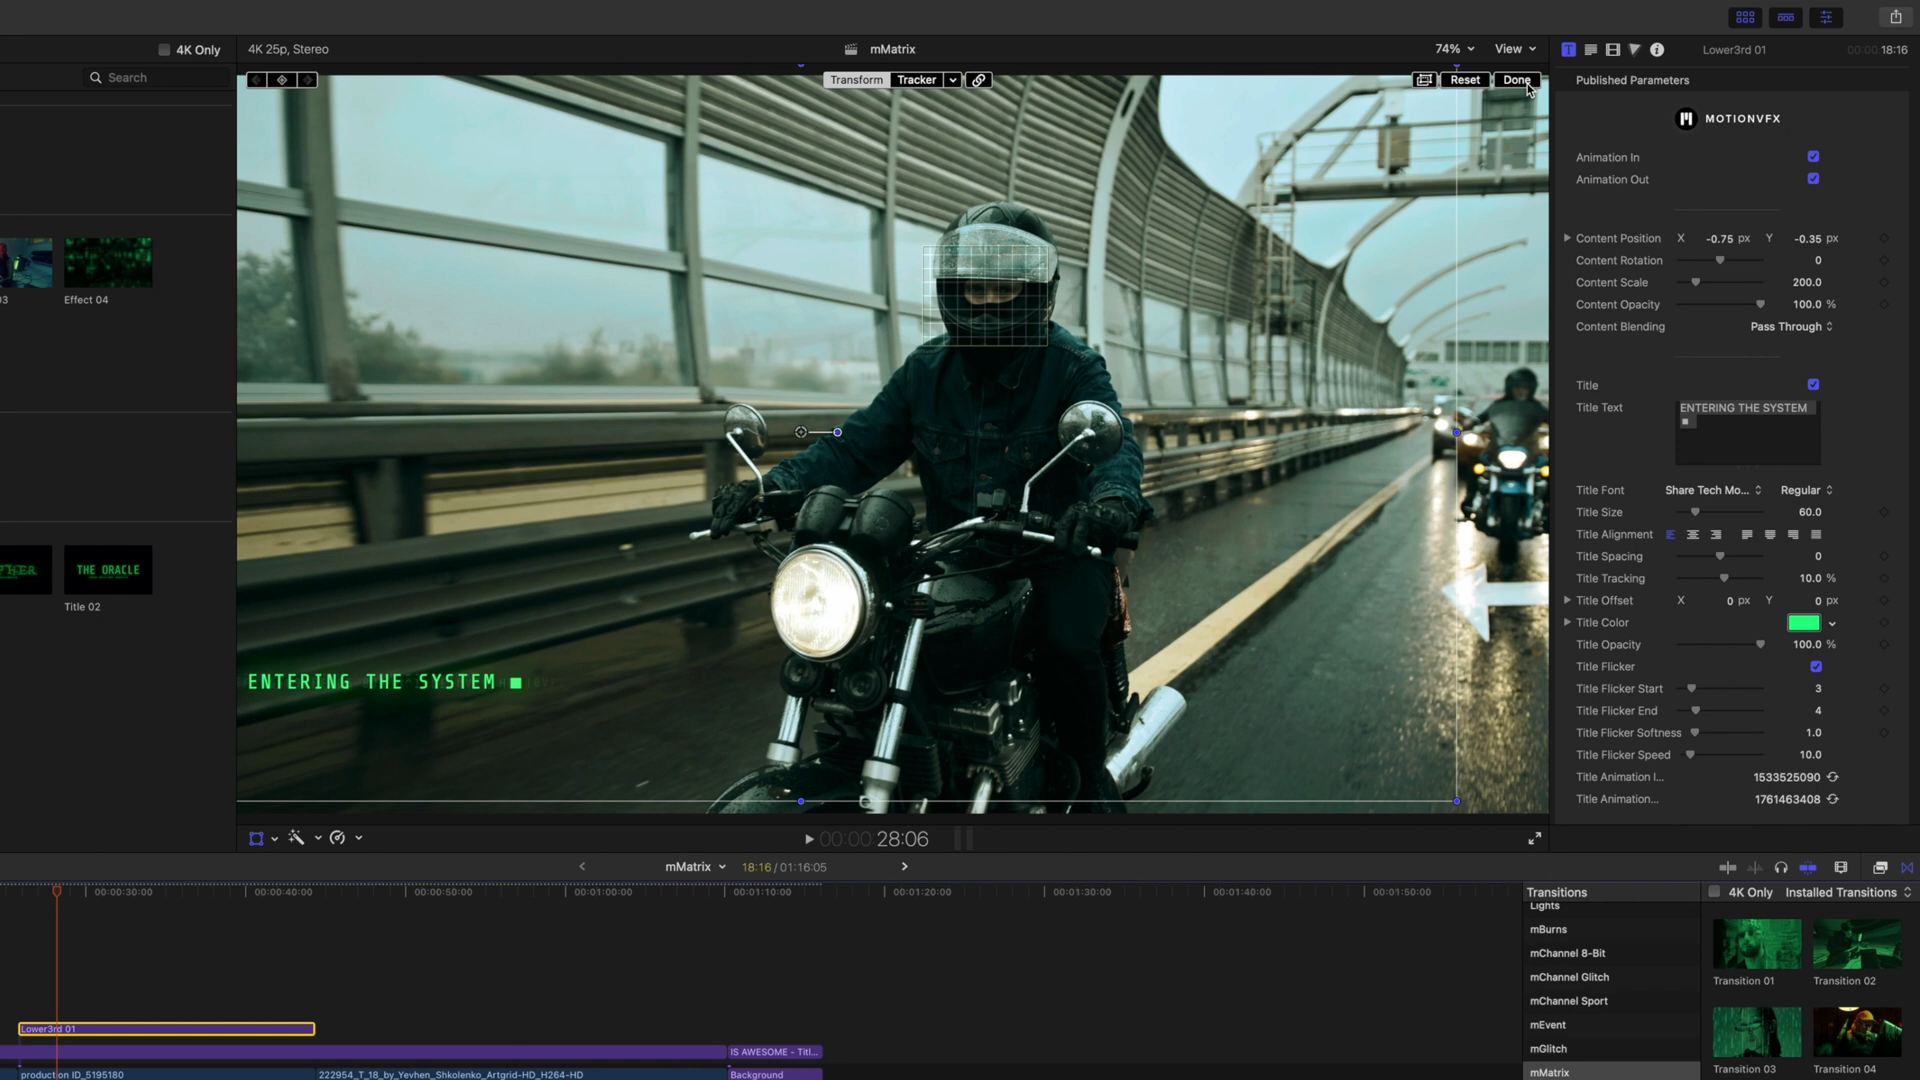 4K Only
4K 25p, Stereo
mMatrix
74%
View
Lower3rd 01
00:00:18:16
Search
Transform
Tracker
Reset
Done
Published Parameters
MOTIONVFX
Animation In
Animation Out
Content Position X -0.75 px Y -0.35 px
Content Rotation 0
Content Scale 200.0
Content Opacity 100.0 %
Content Blending Pass Through
Title
Title Text ENTERING THE SYSTEM
■
Title Font Share Tech Mo... Regular
Title Size 60.0
Title Alignment
Title Spacing 0
Title Tracking 10.0 %
Title Offset X 0 px Y 0 px
Title Color
Title Opacity 100.0 %
Title Flicker
Title Flicker Start 3
Title Flicker End 4
Title Flicker Softness 1.0
Title Flicker Speed 10.0
Title Animation I... 1533525090
Title Animation... 1761463408
03
Effect 04
THE ORACLE
Title 02
ENTERING THE SYSTEM ■
00:00:28:06
mMatrix
18:16 / 01:16:05
00:00:30:00
00:00:40:00
00:00:50:00
00:01:00:00
00:01:10:00
00:01:20:00
00:01:30:00
00:01:40:00
00:01:50:00
Lower3rd 01
IS AWESOME - Titl...
production ID_5195180
222954_T_18_by_Yevhen_Shkolenko_Artgrid-HD_H264-HD
Background
Transitions
4K Only
Installed Transitions
Lights
mBurns
mChannel 8-Bit
mChannel Glitch
mChannel Sport
mEvent
mGlitch
mMatrix
Transition 01
Transition 02
Transition 03
Transition 04